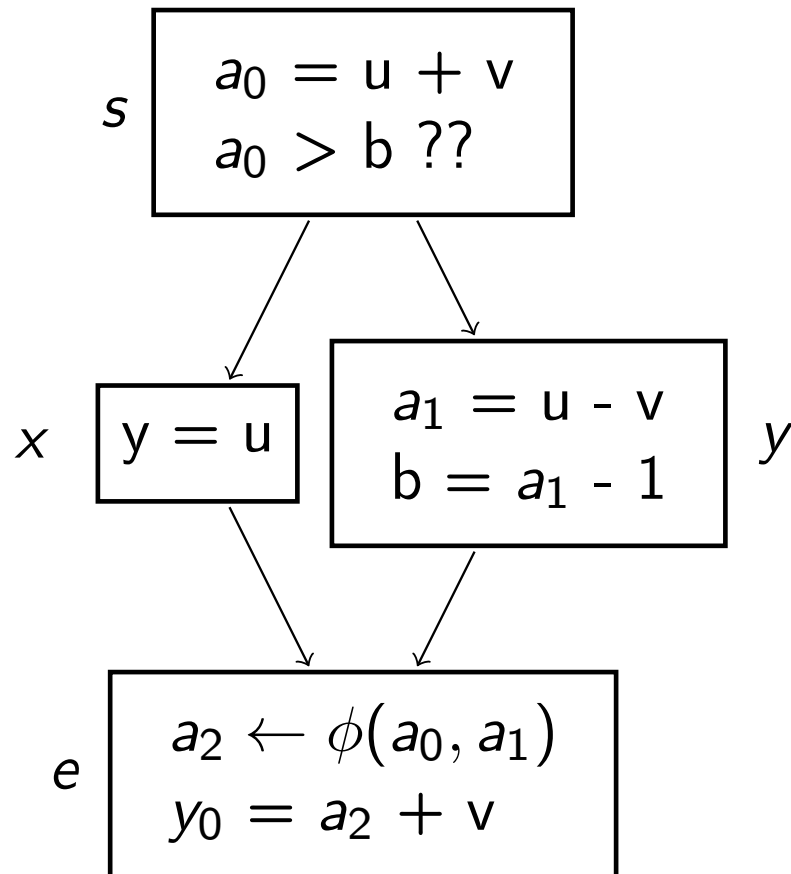 s
a₀ = u + v
a₀ > b ??
x
y = u
a₁ = u - v
b = a₁ - 1
y
e
a₂ ← ϕ(a₀, a₁)
y₀ = a₂ + v